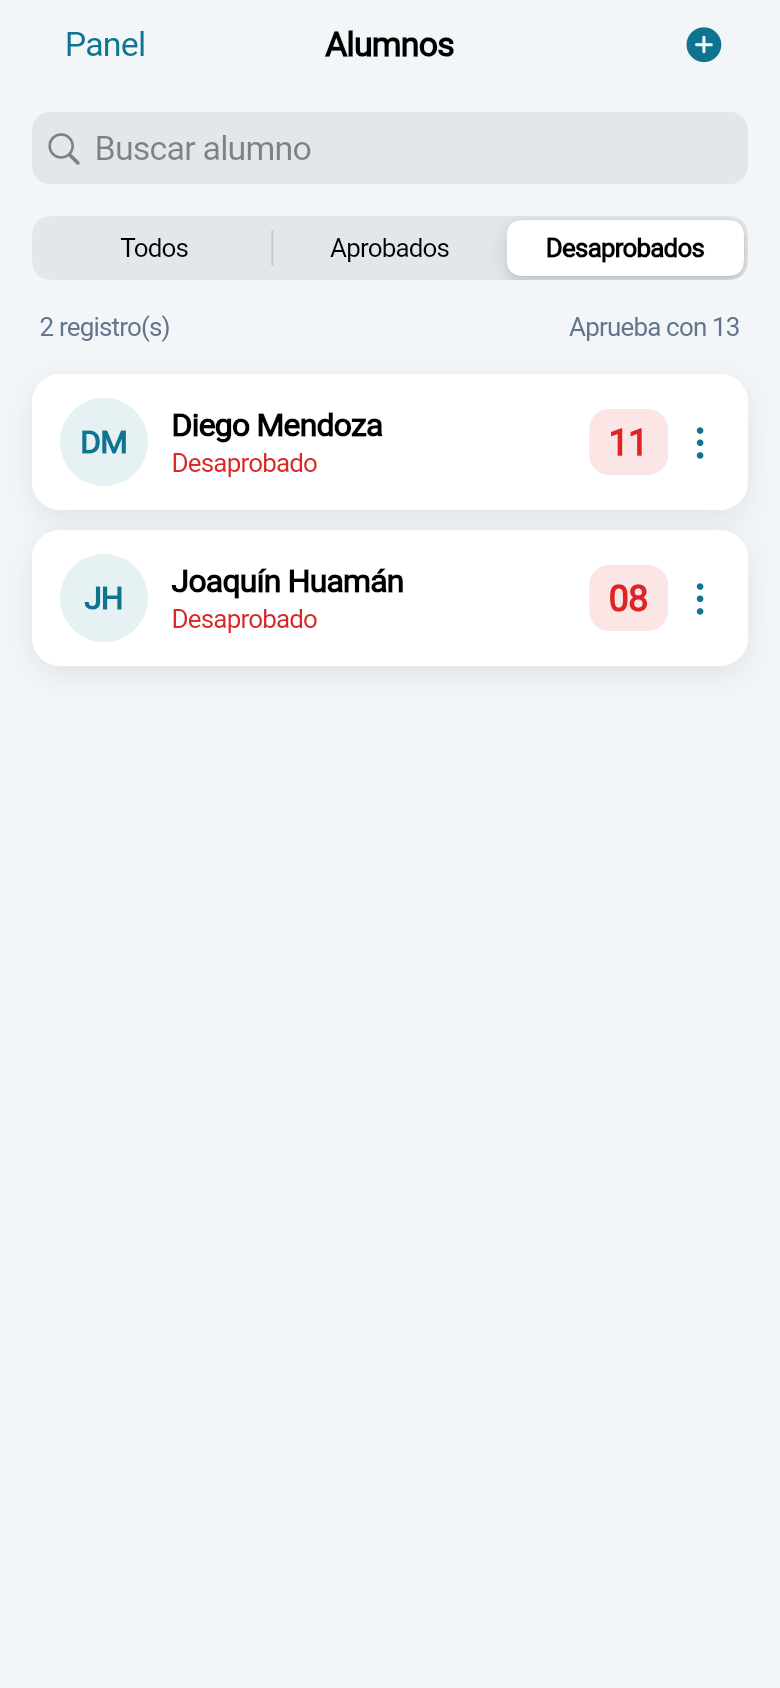 Panel
Alumnos
Buscar alumno
Todos
Aprobados
Desaprobados
2 registro(s)
Aprueba con 13
DM
Diego Mendoza
Desaprobado
11
JH
Joaquín Huamán
Desaprobado
08